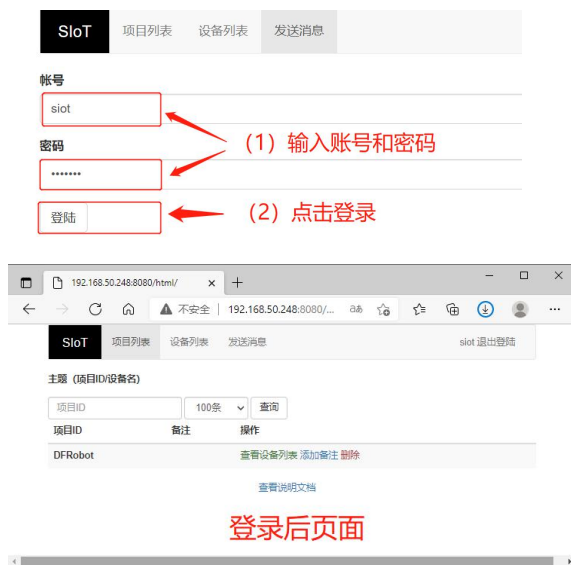 SIoT 项目列表 设备列表 发送消息
帐号
siot
(1) 输入账号和密码
密码
•••••••
登陆
(2) 点击登录
192.168.50.248:8080/html/
不安全 | 192.168.50.248:8080/...
SIoT 项目列表 设备列表 发送消息 siot 退出登陆
主题 (项目ID/设备名)
项目ID 100条 查询
项目ID 备注 操作
DFRobot 查看设备列表 添加备注 删除
查看说明文档
登录后页面